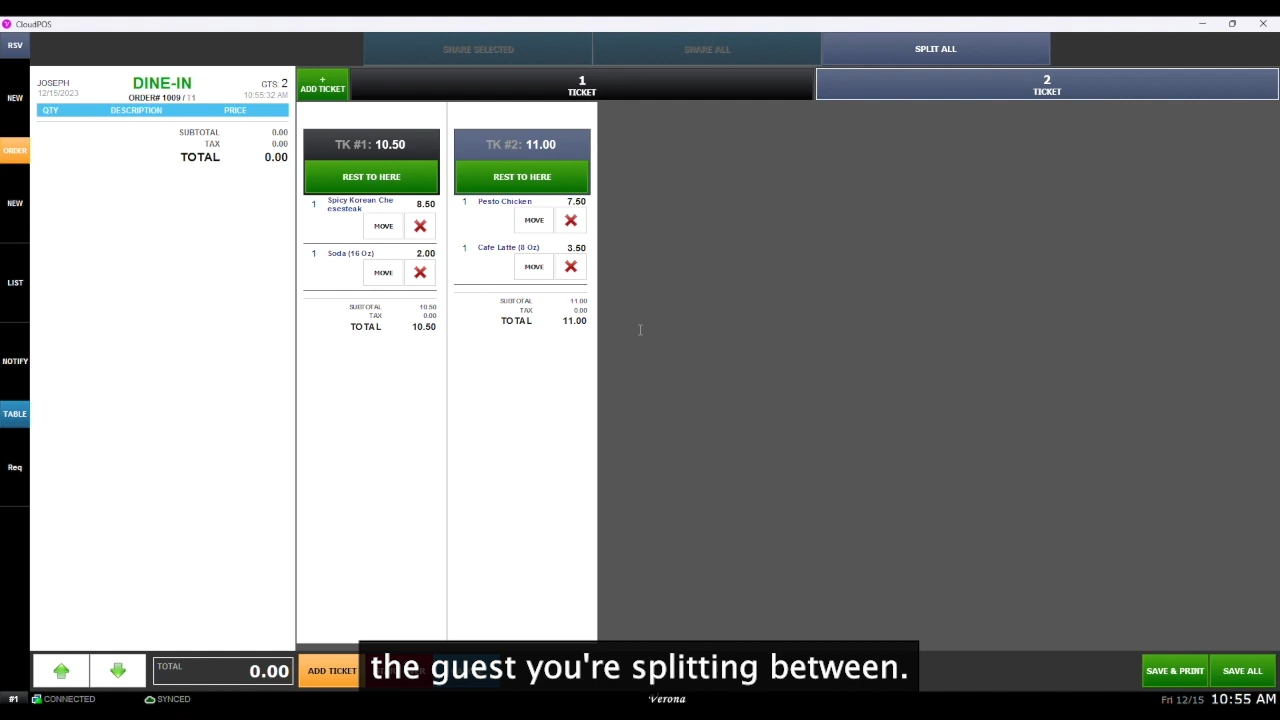 CloudPOS
RSV
SHARE SELECTED
SHARE ALL
SPLIT ALL
JOSEPH
12/15/2023
DINE-IN
ORDER# 1009 / 11
GTS: 2
10:55:32 AM
+
ADD TICKET
1
TICKET
2
TICKET
NEW
ORDER
NEW
LIST
NOTIFY
TABLE
Req
QTY DESCRIPTION PRICE
SUBTOTAL 0.00
TAX 0.00
TOTAL 0.00
TK #1: 10.50
REST TO HERE
1 Spicy Korean Che
esesteak 8.50
MOVE
1 Soda (16 Oz) 2.00
MOVE
SUBTOTAL 10.50
TAX 0.00
TOTAL 10.50
TK #2: 11.00
REST TO HERE
1 Pesto Chicken 7.50
MOVE
1 Cafe Latte (8 Oz) 3.50
MOVE
SUBTOTAL 11.00
TAX 0.00
TOTAL 11.00
TOTAL 0.00
ADD TICKET
the guest you're splitting between.
SAVE & PRINT
SAVE ALL
#1 CONNECTED SYNCED
Verona
Fri 12/15 10:55 AM